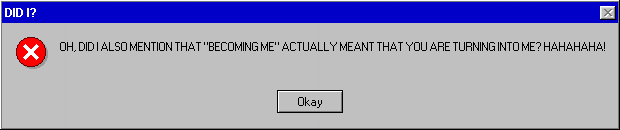 DID I?
OH, DID I ALSO MENTION THAT "BECOMING ME" ACTUALLY MEANT THAT YOU ARE TURNING INTO ME? HAHAHAHA!
Okay